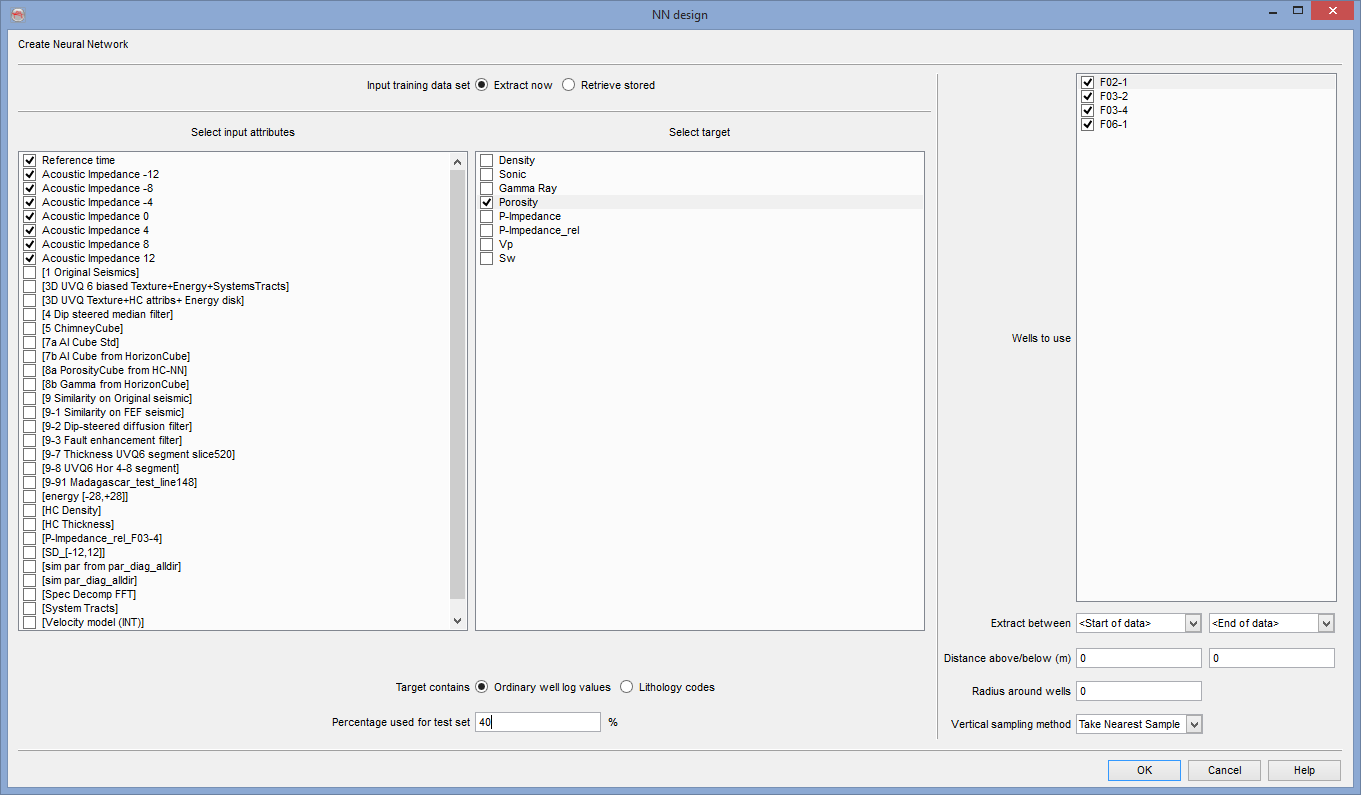 NN design
Create Neural Network
Input training data set Extract now Retrieve stored
Select input attributes
Select target
Reference time
Acoustic Impedance -12
Acoustic Impedance -8
Acoustic Impedance -4
Acoustic Impedance 0
Acoustic Impedance 4
Acoustic Impedance 8
Acoustic Impedance 12
[1 Original Seismics]
[3D UVQ 6 biased Texture+Energy+SystemsTracts]
[3D UVQ Texture+HC attribs+ Energy disk]
[4 Dip steered median filter]
[5 ChimneyCube]
[7a AI Cube Std]
[7b AI Cube from HorizonCube]
[8a PorosityCube from HC-NN]
[8b Gamma from HorizonCube]
[9 Similarity on Original seismic]
[9-1 Similarity on FEF seismic]
[9-2 Dip-steered diffusion filter]
[9-3 Fault enhancement filter]
[9-7 Thickness UVQ6 segment slice520]
[9-8 UVQ6 Hor 4-8 segment]
[9-91 Madagascar_test_line148]
[energy [-28,+28]]
[HC Density]
[HC Thickness]
[P-Impedance_rel_F03-4]
[SD_[-12,12]]
[sim par from par_diag_alldir]
[sim par_diag_alldir]
[Spec Decomp FFT]
[System Tracts]
[Velocity model (INT)]
Density
Sonic
Gamma Ray
Porosity
P-Impedance
P-Impedance_rel
Vp
Sw
Target contains Ordinary well log values Lithology codes
Percentage used for test set 40 %
Wells to use
F02-1
F03-2
F03-4
F06-1
Extract between <Start of data> <End of data>
Distance above/below (m) 0 0
Radius around wells 0
Vertical sampling method Take Nearest Sample
OK Cancel Help